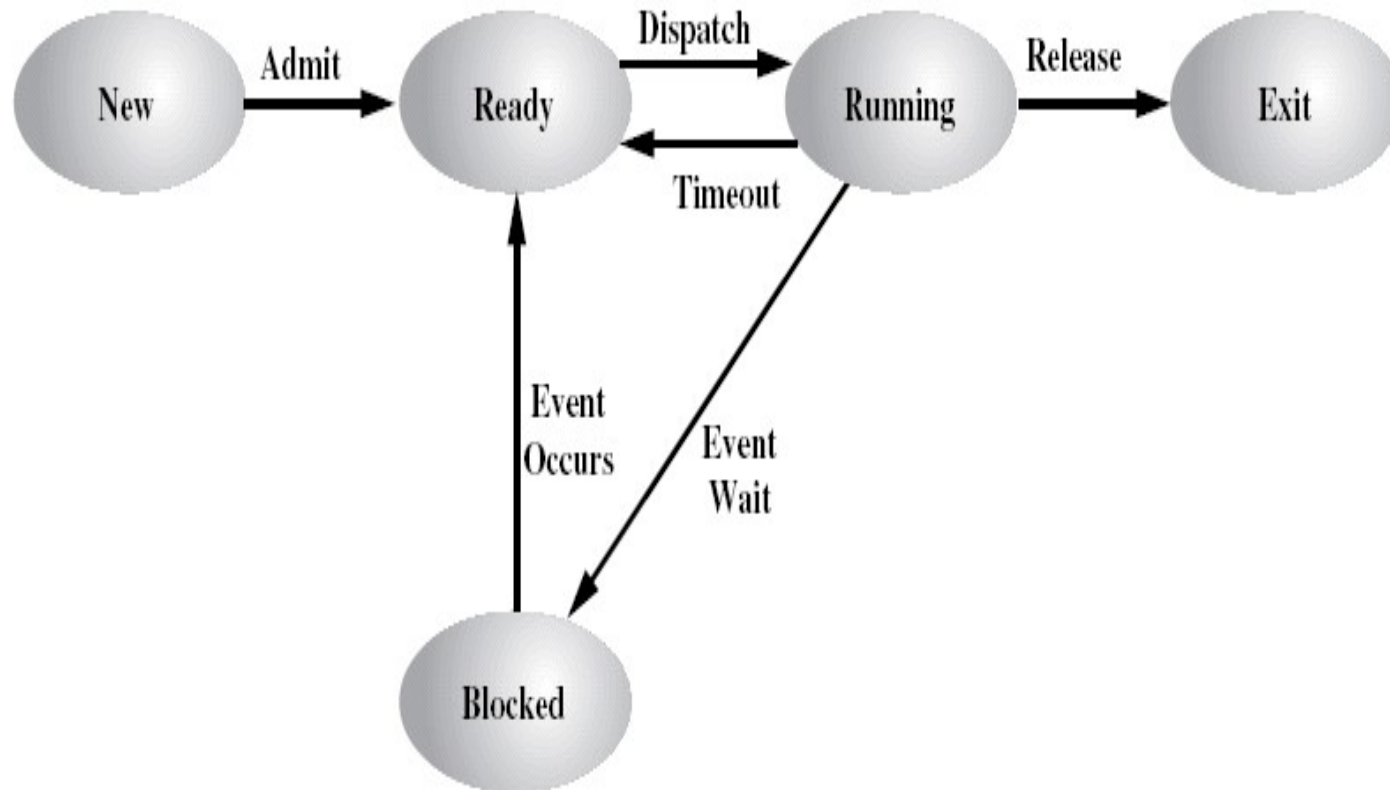 Admit
Dispatch
Release
New
Ready
Running
Exit
Timeout
Event
Occurs
Event
Wait
Blocked